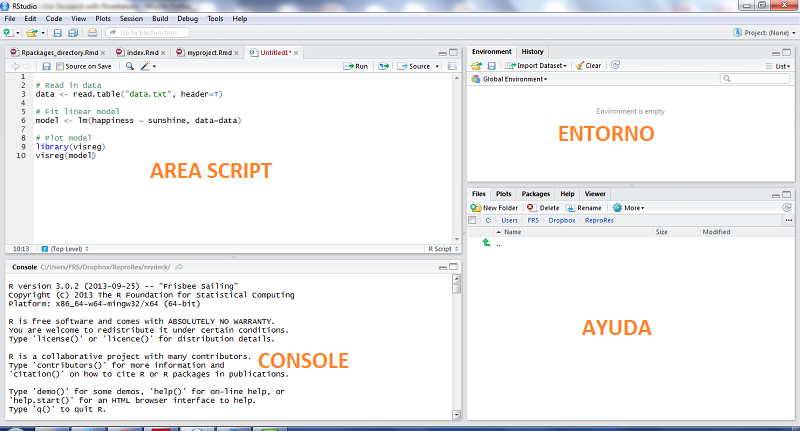 RStudio
File Edit Code View Plots Session Build Debug Tools Help
Go to file/function
Project: (None)
Rpackages_directory.Rmd
index.Rmd
myproject.Rmd
Untitled1*
Source on Save
Run
Source
1
2 # Read in data
3 data <- read.table("data.txt", header=T)
4
5 # Fit linear model
6 model <- lm(happiness ~ sunshine, data=data)
7
8 # Plot model
9 library(visreg)
10 visreg(model)
AREA SCRIPT
10:13 (Top Level) R Script
Console C:/Users/FRS/Dropbox/ReproRes/mydeck/
R version 3.0.2 (2013-09-25) -- "Frisbee Sailing"
Copyright (C) 2013 The R Foundation for Statistical Computing
Platform: x86_64-w64-mingw32/x64 (64-bit)
R is free software and comes with ABSOLUTELY NO WARRANTY.
You are welcome to redistribute it under certain conditions.
Type 'license()' or 'licence()' for distribution details.
R is a collaborative project with many contributors.
Type 'contributors()' for more information and
'citation()' on how to cite R or R packages in publications.
CONSOLE
Type 'demo()' for some demos, 'help()' for on-line help, or
'help.start()' for an HTML browser interface to help.
Type 'q()' to quit R.
Environment History
Import Dataset Clear List
Global Environment
Environment is empty
ENTORNO
Files Plots Packages Help Viewer
New Folder Delete Rename More
C: Users FRS Dropbox ReproRes
Name Size Modified
..
AYUDA